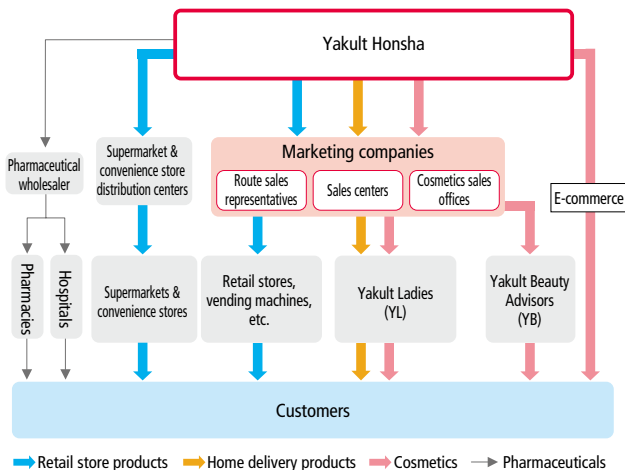 Yakult Honsha
Pharmaceutical
wholesaler
Supermarket &
convenience store
distribution centers
Marketing companies
Route sales
representatives
Sales centers
Cosmetics sales
offices
E-commerce
Pharmacies
Hospitals
Supermarkets &
convenience stores
Retail stores,
vending machines,
etc.
Yakult Ladies
(YL)
Yakult Beauty
Advisors
(YB)
Customers
Retail store products
Home delivery products
Cosmetics
Pharmaceuticals